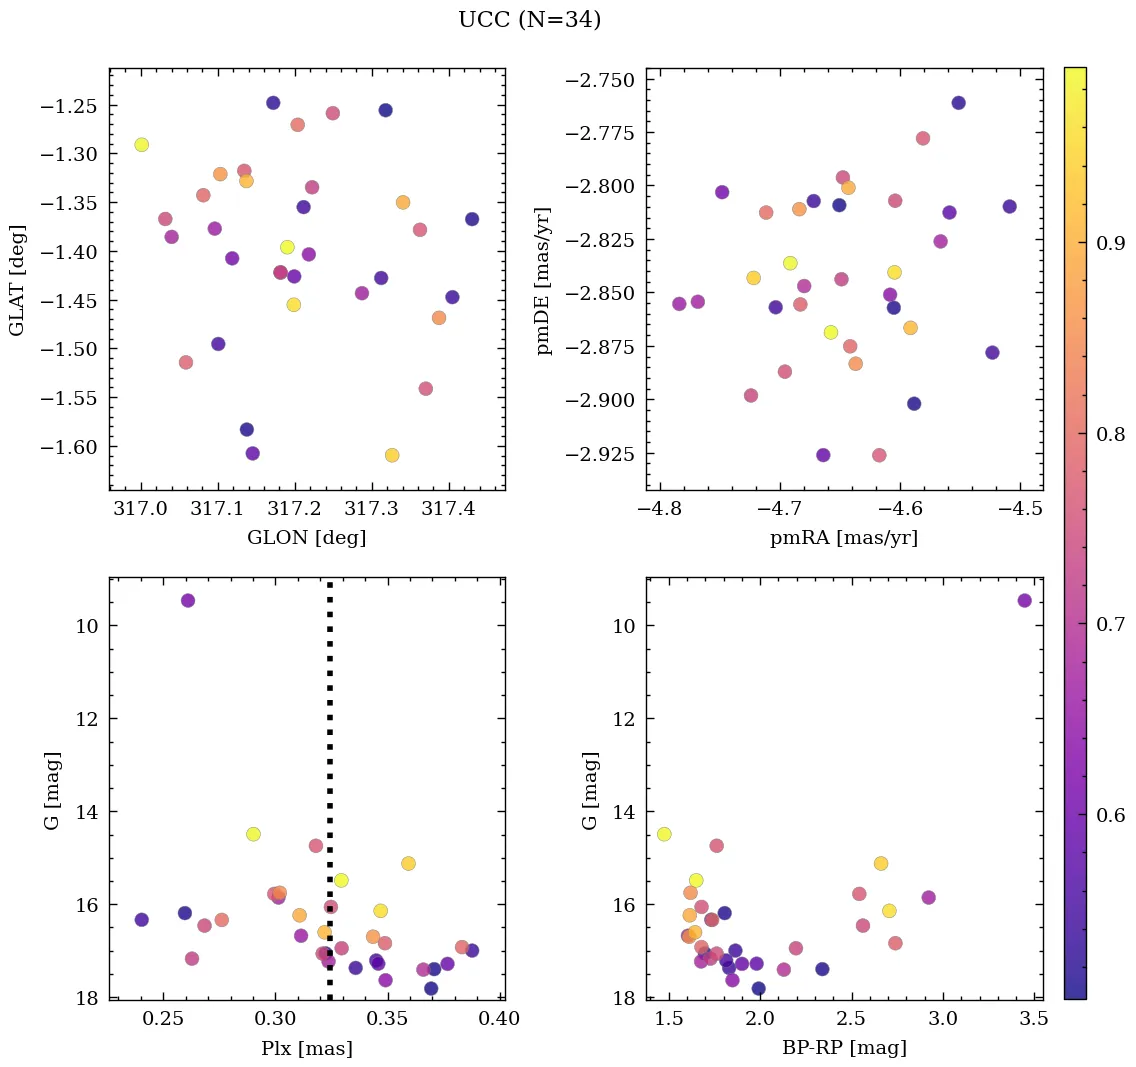 UCC (N=34)
−1.25
−1.30
−1.35
−1.40
−1.45
−1.50
−1.55
−1.60
GLAT [deg]
317.0 317.1 317.2 317.3 317.4
GLON [deg]
−2.750
−2.775
−2.800
−2.825
−2.850
−2.875
−2.900
−2.925
pmDE [mas/yr]
−4.8 −4.7 −4.6 −4.5
pmRA [mas/yr]
10
12
14
16
18
G [mag]
0.25 0.30 0.35 0.40
Plx [mas]
10
12
14
16
18
G [mag]
1.5 2.0 2.5 3.0 3.5
BP-RP [mag]
0.9
0.8
0.7
0.6